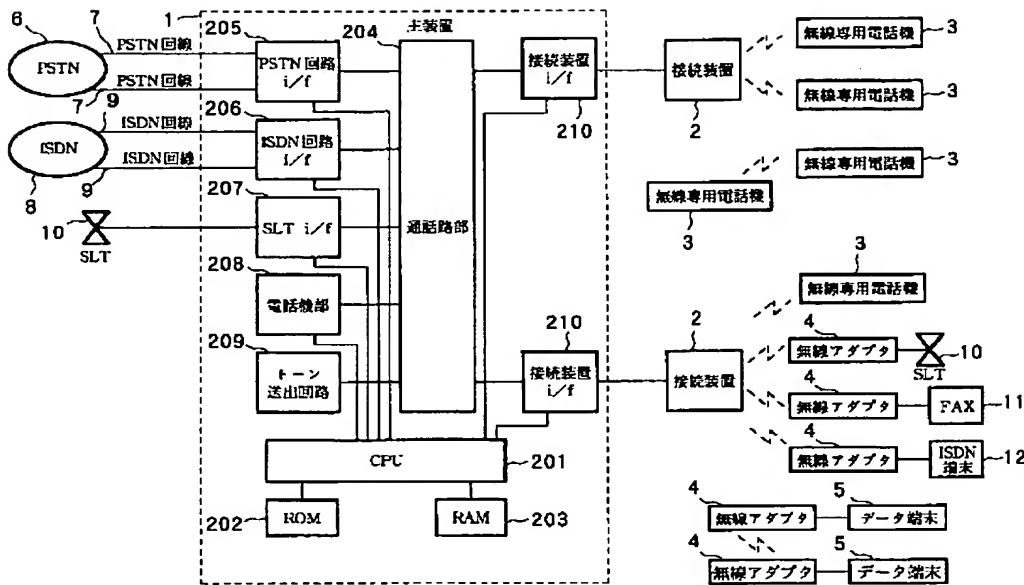 1
主装置
6
7
PSTN回線
PSTN
PSTN回線
7
9
ISDN回線
ISDN
ISDN回線
8
9
10
SLT
205
PSTN回路
i/f
206
ISDN回路
i/f
207
SLT i/f
208
電話機部
209
トーン
送出回路
204
通話路部
接続装置
i/f
210
210
接続装置
i/f
CPU
201
202
ROM
RAM
203
接続装置
2
無線専用電話機
3
無線専用電話機
3
無線専用電話機
3
無線専用電話機
3
3
無線専用電話機
2
接続装置
4
無線アダプタ
10
SLT
4
無線アダプタ
FAX
11
4
無線アダプタ
ISDN
端末
12
4
無線アダプタ
5
データ端末
4
無線アダプタ
5
データ端末